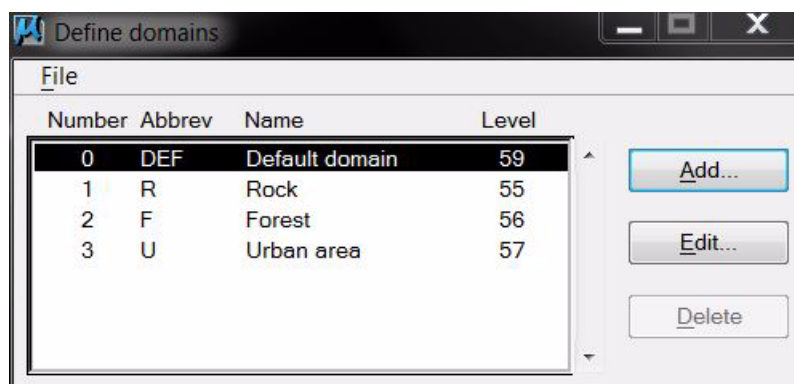 Define domains
File
Number Abbrev Name Level
0 DEF Default domain 59
1 R Rock 55
2 F Forest 56
3 U Urban area 57
Add...
Edit...
Delete